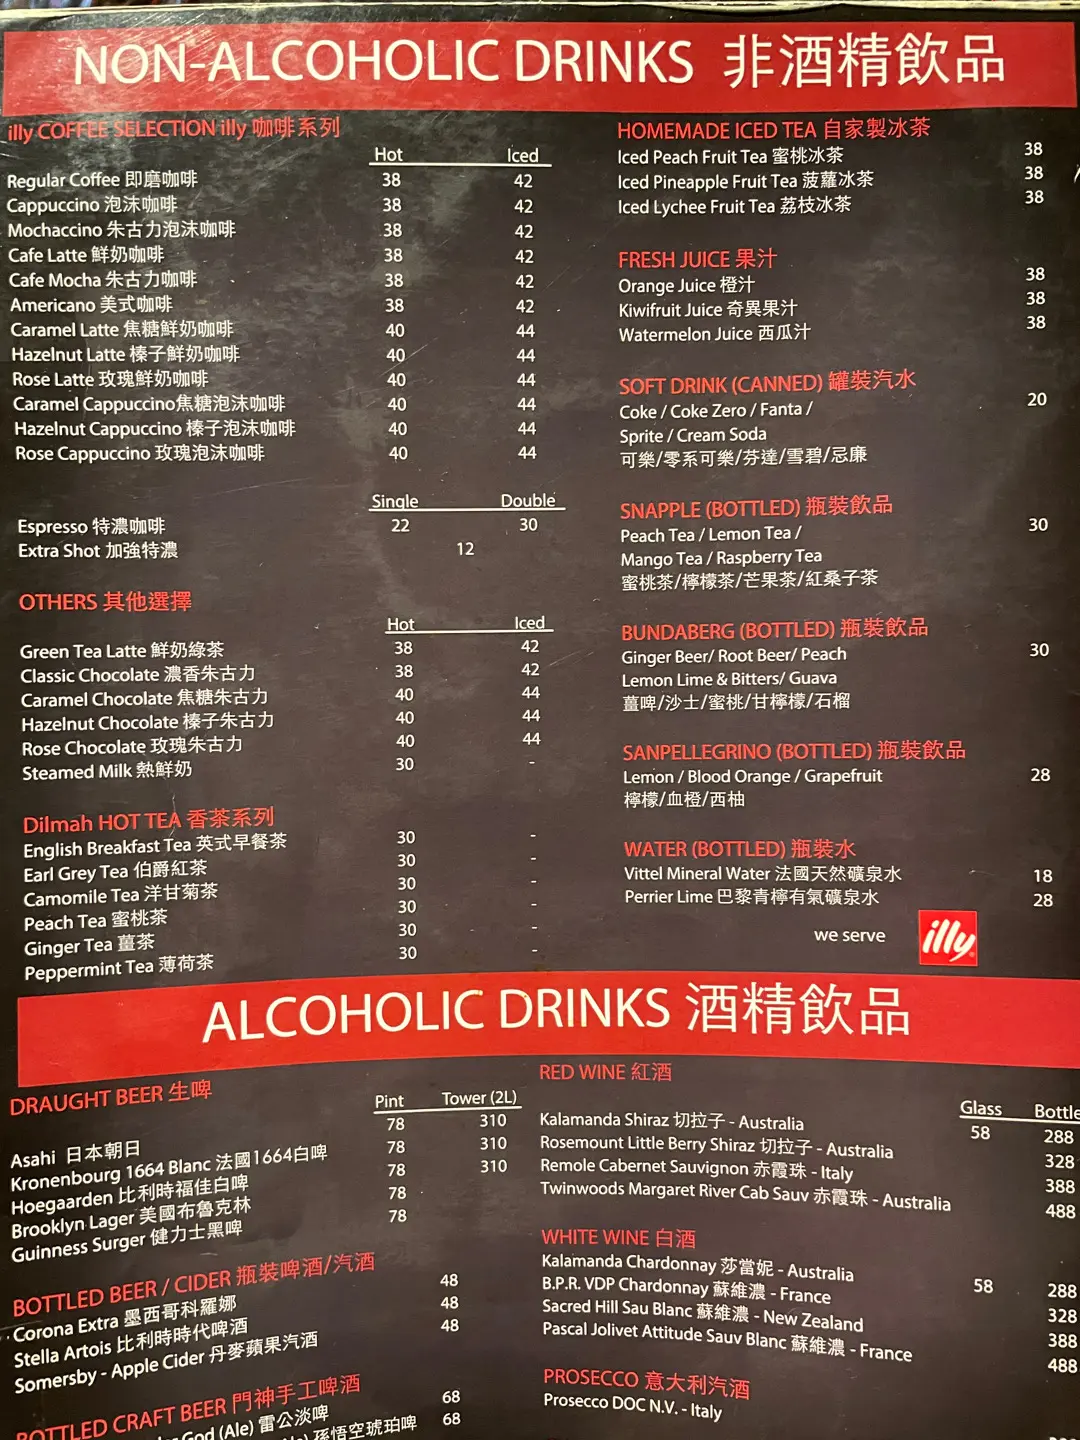 NON-ALCOHOLIC DRINKS 非酒精飲品
illy COFFEE SELECTION illy 咖啡系列
Hot Iced
Regular Coffee 即磨咖啡 38 42
Cappuccino 泡沫咖啡 38 42
Mochaccino 朱古力泡沫咖啡 38 42
Cafe Latte 鮮奶咖啡 38 42
Cafe Mocha 朱古力咖啡 38 42
Americano 美式咖啡 38 42
Caramel Latte 焦糖鮮奶咖啡 40 44
Hazelnut Latte 榛子鮮奶咖啡 40 44
Rose Latte 玫瑰鮮奶咖啡 40 44
Caramel Cappuccino焦糖泡沫咖啡 40 44
Hazelnut Cappuccino 榛子泡沫咖啡 40 44
Rose Cappuccino 玫瑰泡沫咖啡 40 44
Single Double
Espresso 特濃咖啡 22 30
Extra Shot 加強特濃 12
OTHERS 其他選擇
Hot Iced
Green Tea Latte 鮮奶綠茶 38 42
Classic Chocolate 濃香朱古力 38 42
Caramel Chocolate 焦糖朱古力 40 44
Hazelnut Chocolate 榛子朱古力 40 44
Rose Chocolate 玫瑰朱古力 40 44
Steamed Milk 熱鮮奶 30 -
Dilmah HOT TEA 香茶系列
English Breakfast Tea 英式早餐茶 30 -
Earl Grey Tea 伯爵紅茶 30 -
Camomile Tea 洋甘菊茶 30 -
Peach Tea 蜜桃茶 30 -
Ginger Tea 薑茶 30 -
Peppermint Tea 薄荷茶 30 -
HOMEMADE ICED TEA 自家製冰茶
Iced Peach Fruit Tea 蜜桃冰茶 38
Iced Pineapple Fruit Tea 菠蘿冰茶 38
Iced Lychee Fruit Tea 荔枝冰茶 38
FRESH JUICE 果汁
Orange Juice 橙汁 38
Kiwifruit Juice 奇異果汁 38
Watermelon Juice 西瓜汁 38
SOFT DRINK (CANNED) 罐裝汽水
Coke / Coke Zero / Fanta / 20
Sprite / Cream Soda
可樂/零系可樂/芬達/雪碧/忌廉
SNAPPLE (BOTTLED) 瓶裝飲品
Peach Tea / Lemon Tea / 30
Mango Tea / Raspberry Tea
蜜桃茶/檸檬茶/芒果茶/紅桑子茶
BUNDABERG (BOTTLED) 瓶裝飲品
Ginger Beer/ Root Beer/ Peach 30
Lemon Lime & Bitters/ Guava
薑啤/沙士/蜜桃/甘檸檬/石榴
SANPELLEGRINO (BOTTLED) 瓶裝飲品
Lemon / Blood Orange / Grapefruit 28
檸檬/血橙/西柚
WATER (BOTTLED) 瓶裝水
Vittel Mineral Water 法國天然礦泉水 18
Perrier Lime 巴黎青檸有氣礦泉水 28
we serve illy
ALCOHOLIC DRINKS 酒精飲品
DRAUGHT BEER 生啤
Pint Tower (2L)
Asahi 日本朝日 78 310
Kronenbourg 1664 Blanc 法國1664白啤 78 310
Hoegaarden 比利時福佳白啤 78 310
Brooklyn Lager 美國布魯克林 78
Guinness Surger 健力士黑啤 78
BOTTLED BEER / CIDER 瓶裝啤酒/汽酒
Corona Extra 墨西哥科羅娜 48
Stella Artois 比利時時代啤酒 48
Somersby - Apple Cider 丹麥蘋果汽酒 48
BOTTLED CRAFT BEER 門神手工啤酒
God (Ale) 雷公淡啤 68
孫悟空琥珀啤 68
RED WINE 紅酒
Glass Bottle
Kalamanda Shiraz 切拉子 - Australia 58 288
Rosemount Little Berry Shiraz 切拉子 - Australia 328
Remole Cabernet Sauvignon 赤霞珠 - Italy 388
Twinwoods Margaret River Cab Sauv 赤霞珠 - Australia 488
WHITE WINE 白酒
Kalamanda Chardonnay 莎當妮 - Australia 58 288
B.P.R. VDP Chardonnay 蘇維濃 - France 328
Sacred Hill Sau Blanc 蘇維濃 - New Zealand 388
Pascal Jolivet Attitude Sauv Blanc 蘇維濃 - France 488
PROSECCO 意大利汽酒
Prosecco DOC N.V. - Italy